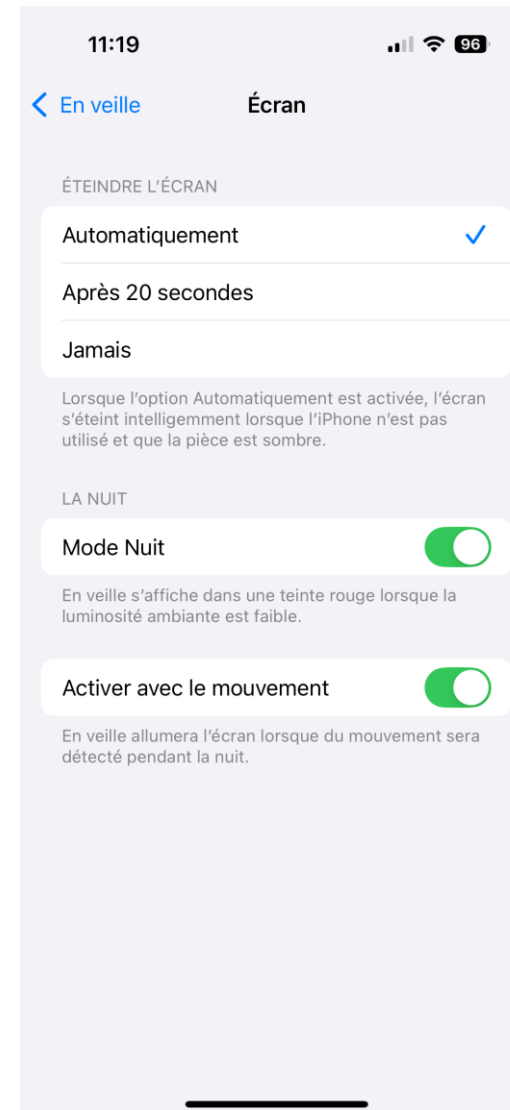 11:19
96
En veille
Écran
ÉTEINDRE L’ÉCRAN
Automatiquement
Après 20 secondes
Jamais
Lorsque l’option Automatiquement est activée, l’écran
s’éteint intelligemment lorsque l’iPhone n’est pas
utilisé et que la pièce est sombre.
LA NUIT
Mode Nuit
En veille s’affiche dans une teinte rouge lorsque la
luminosité ambiante est faible.
Activer avec le mouvement
En veille allumera l’écran lorsque du mouvement sera
détecté pendant la nuit.